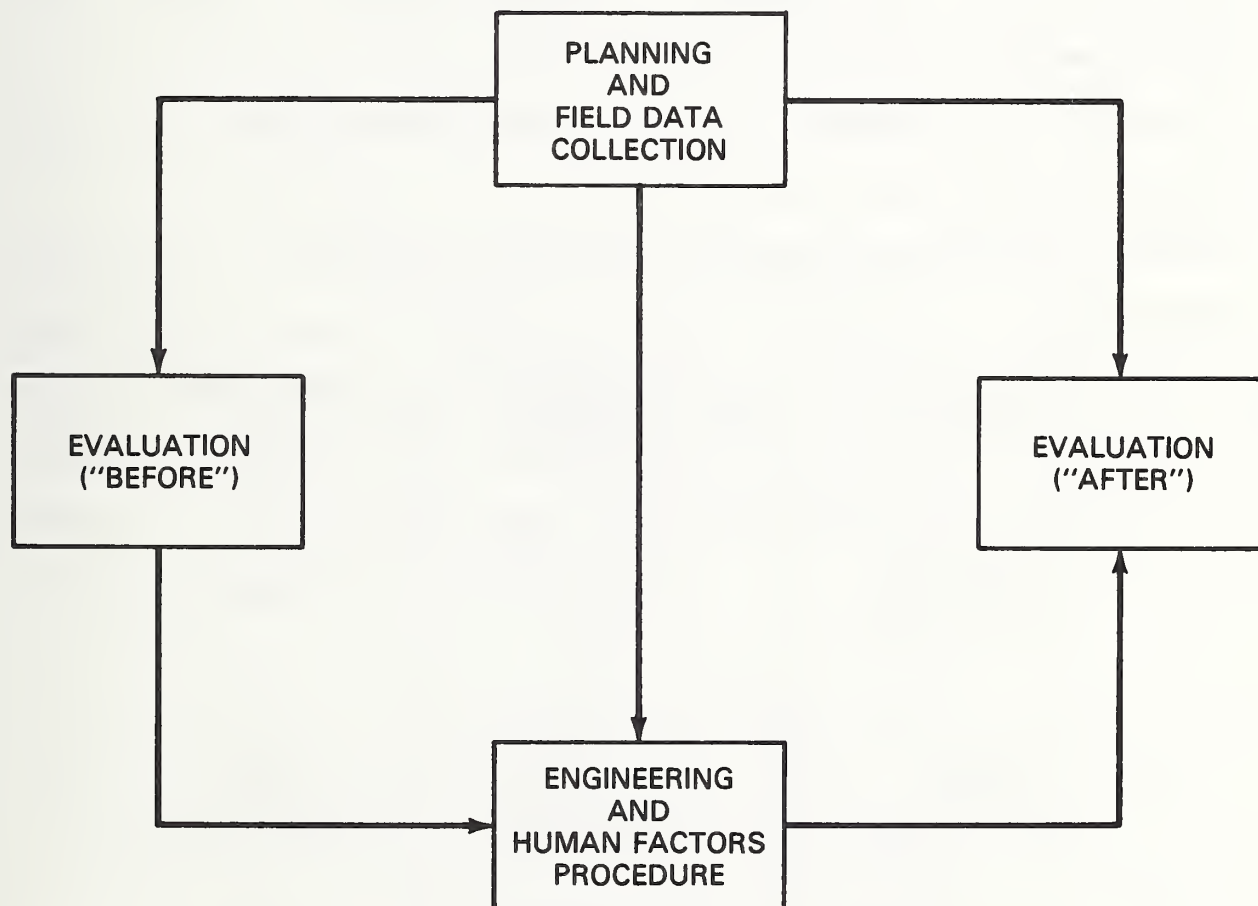 PLANNING
AND
FIELD DATA
COLLECTION
EVALUATION
("BEFORE")
EVALUATION
("AFTER")
ENGINEERING
AND
HUMAN FACTORS
PROCEDURE